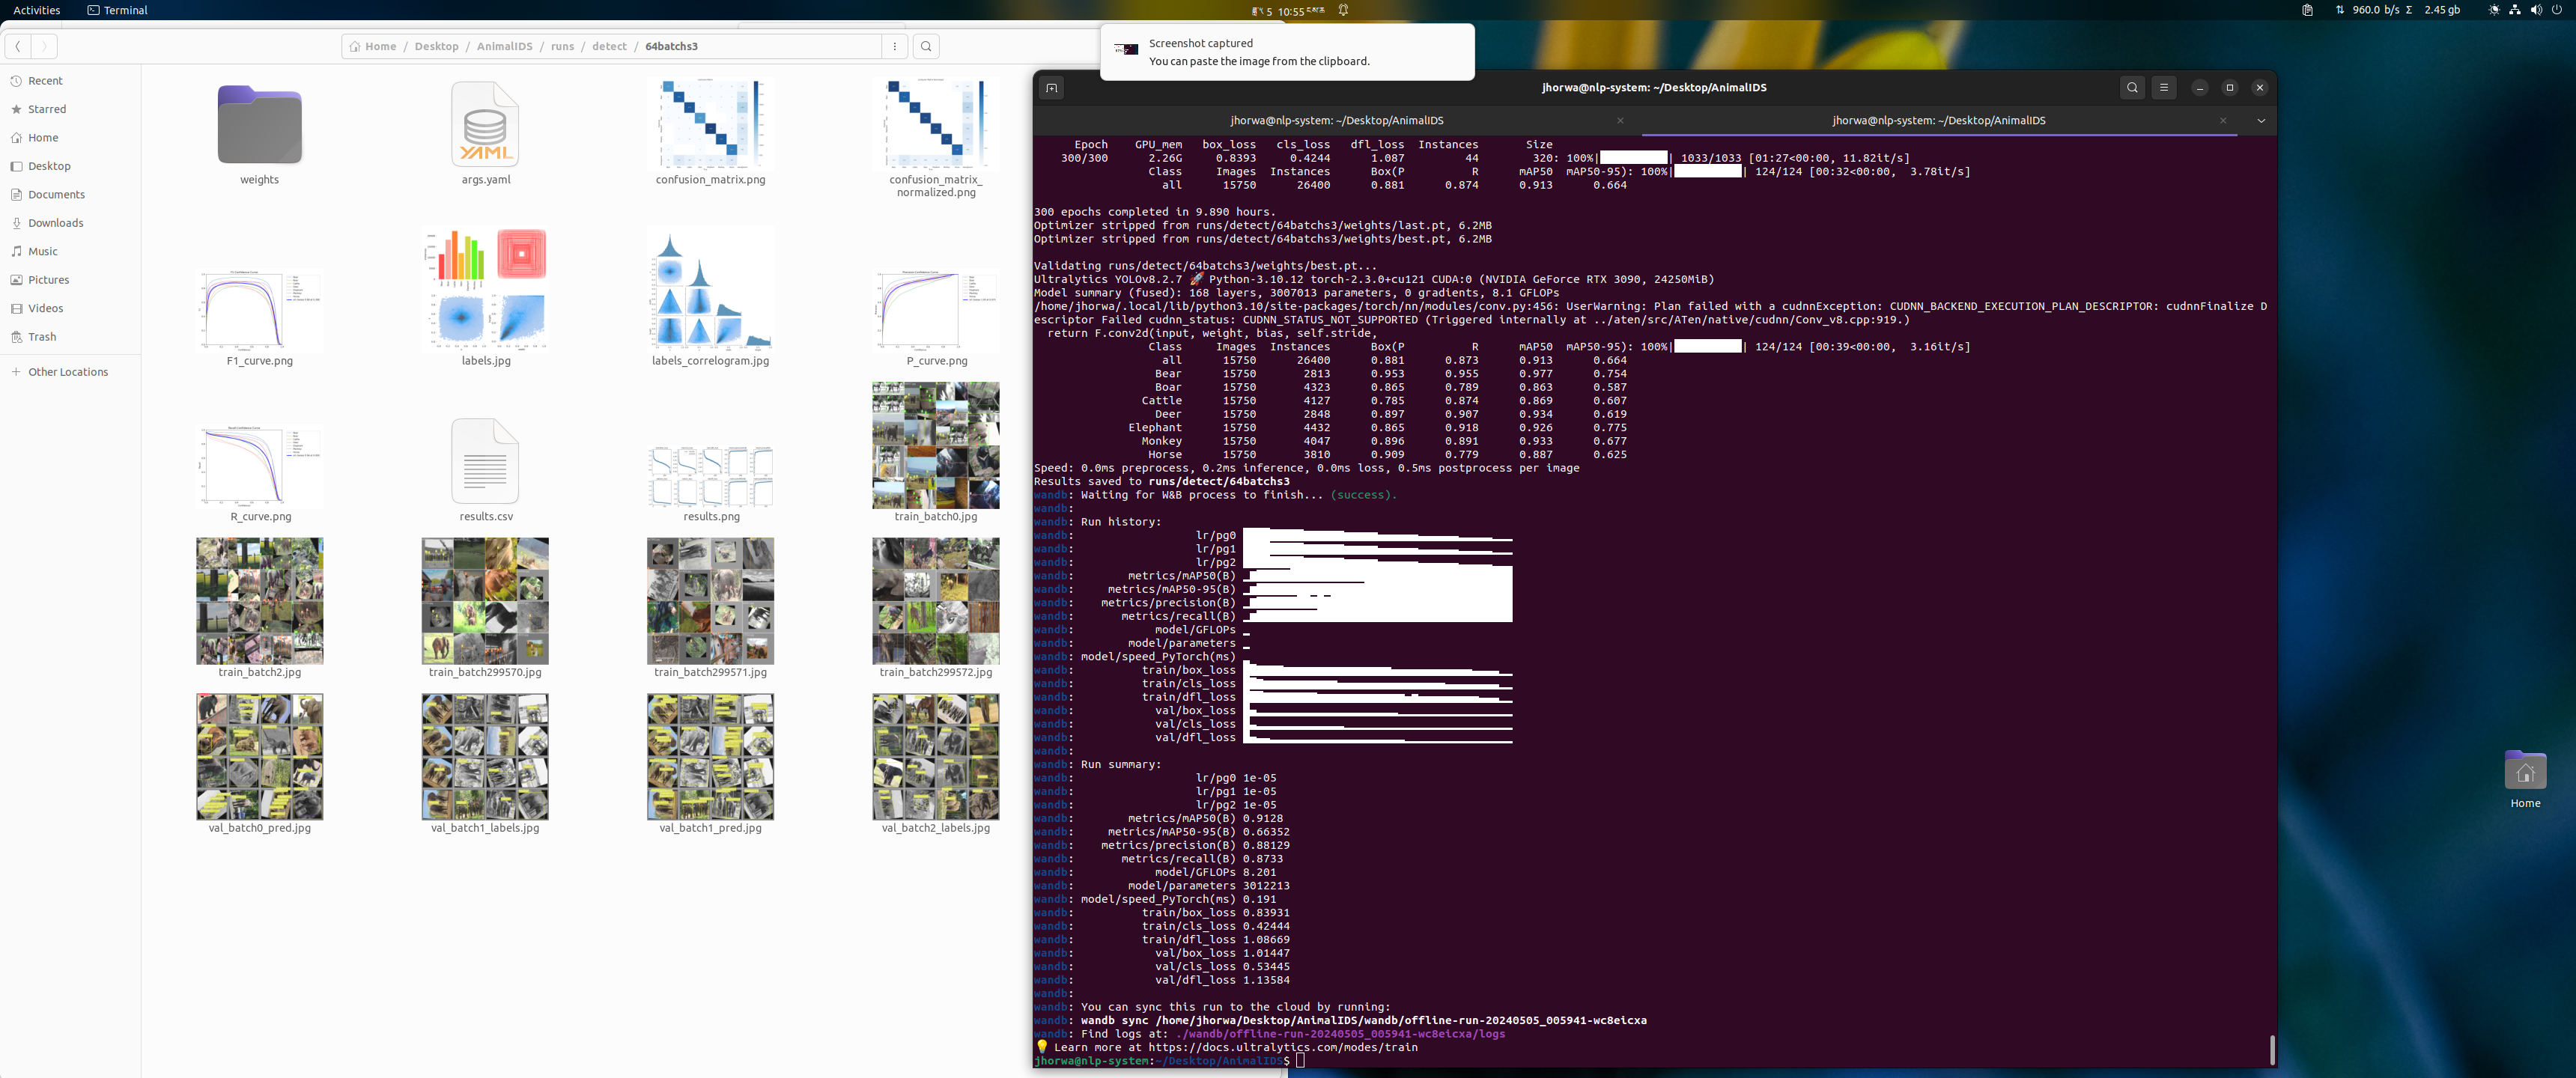 Activities
Terminal
5 10:55
960.0 b/s Σ 2.45 gb
Home / Desktop / AnimalIDS / runs / detect / 64batchs3
Screenshot captured
You can paste the image from the clipboard.
Recent
Starred
Home
Desktop
Documents
Downloads
Music
Pictures
Videos
Trash
Other Locations
weights
args.yaml
confusion_matrix.png
confusion_matrix_
normalized.png
YAML
F1_curve.png
labels.jpg
labels_correlogram.jpg
P_curve.png
R_curve.png
results.csv
results.png
train_batch0.jpg
train_batch2.jpg
train_batch299570.jpg
train_batch299571.jpg
train_batch299572.jpg
val_batch0_pred.jpg
val_batch1_labels.jpg
val_batch1_pred.jpg
val_batch2_labels.jpg
jhorwa@nlp-system: ~/Desktop/AnimalIDS
jhorwa@nlp-system: ~/Desktop/AnimalIDS
jhorwa@nlp-system: ~/Desktop/AnimalIDS
Epoch GPU_mem box_loss cls_loss dfl_loss Instances Size
300/300 2.26G 0.8393 0.4244 1.087 44 320: 100%| | 1033/1033 [01:27<00:00, 11.82it/s]
Class Images Instances Box(P R mAP50 mAP50-95): 100%| | 124/124 [00:32<00:00, 3.78it/s]
all 15750 26400 0.881 0.874 0.913 0.664
300 epochs completed in 9.890 hours.
Optimizer stripped from runs/detect/64batchs3/weights/last.pt, 6.2MB
Optimizer stripped from runs/detect/64batchs3/weights/best.pt, 6.2MB
Validating runs/detect/64batchs3/weights/best.pt...
Ultralytics YOLOv8.2.7 🚀 Python-3.10.12 torch-2.3.0+cu121 CUDA:0 (NVIDIA GeForce RTX 3090, 24250MiB)
Model summary (fused): 168 layers, 3007013 parameters, 0 gradients, 8.1 GFLOPs
/home/jhorwa/.local/lib/python3.10/site-packages/torch/nn/modules/conv.py:456: UserWarning: Plan failed with a cudnnException: CUDNN_BACKEND_EXECUTION_PLAN_DESCRIPTOR: cudnnFinalize D
escriptor Failed cudnn_status: CUDNN_STATUS_NOT_SUPPORTED (Triggered internally at ../aten/src/ATen/native/cudnn/Conv_v8.cpp:919.)
return F.conv2d(input, weight, bias, self.stride,
Class Images Instances Box(P R mAP50 mAP50-95): 100%| | 124/124 [00:39<00:00, 3.16it/s]
all 15750 26400 0.881 0.873 0.913 0.664
Bear 15750 2813 0.953 0.955 0.977 0.754
Boar 15750 4323 0.865 0.789 0.863 0.587
Cattle 15750 4127 0.785 0.874 0.869 0.607
Deer 15750 2848 0.897 0.907 0.934 0.619
Elephant 15750 4432 0.865 0.918 0.926 0.775
Monkey 15750 4047 0.896 0.891 0.933 0.677
Horse 15750 3810 0.909 0.779 0.887 0.625
Speed: 0.0ms preprocess, 0.2ms inference, 0.0ms loss, 0.5ms postprocess per image
Results saved to runs/detect/64batchs3
wandb: Waiting for W&B process to finish... (success).
wandb:
wandb: Run history:
wandb: lr/pg0
wandb: lr/pg1
wandb: lr/pg2
wandb: metrics/mAP50(B)
wandb: metrics/mAP50-95(B)
wandb: metrics/precision(B)
wandb: metrics/recall(B)
wandb: model/GFLOPs
wandb: model/parameters
wandb: model/speed_PyTorch(ms)
wandb: train/box_loss
wandb: train/cls_loss
wandb: train/dfl_loss
wandb: val/box_loss
wandb: val/cls_loss
wandb: val/dfl_loss
wandb:
wandb: Run summary:
wandb: lr/pg0 1e-05
wandb: lr/pg1 1e-05
wandb: lr/pg2 1e-05
wandb: metrics/mAP50(B) 0.9128
wandb: metrics/mAP50-95(B) 0.66352
wandb: metrics/precision(B) 0.88129
wandb: metrics/recall(B) 0.8733
wandb: model/GFLOPs 8.201
wandb: model/parameters 3012213
wandb: model/speed_PyTorch(ms) 0.191
wandb: train/box_loss 0.83931
wandb: train/cls_loss 0.42444
wandb: train/dfl_loss 1.08669
wandb: val/box_loss 1.01447
wandb: val/cls_loss 0.53445
wandb: val/dfl_loss 1.13584
wandb:
wandb: You can sync this run to the cloud by running:
wandb: wandb sync /home/jhorwa/Desktop/AnimalIDS/wandb/offline-run-20240505_005941-wc8eicxa
wandb: Find logs at: ./wandb/offline-run-20240505_005941-wc8eicxa/logs
💡 Learn more at https://docs.ultralytics.com/modes/train
jhorwa@nlp-system:~/Desktop/AnimalIDS$
Home